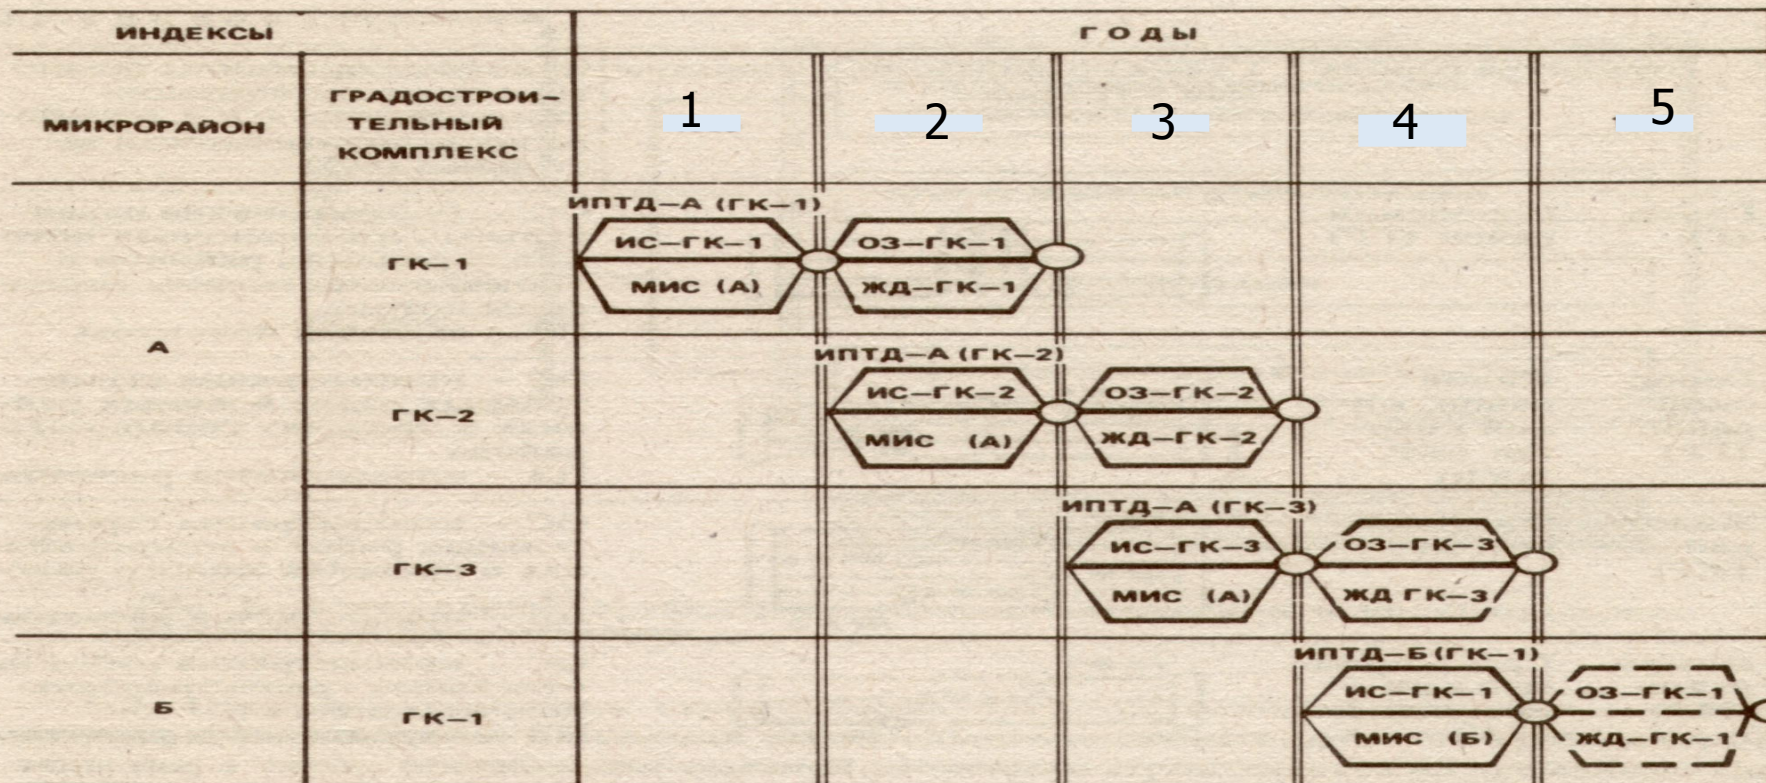 ИНДЕКСЫ
ГОДЫ
МИКРОРАЙОН
ГРАДОСТРОИ–
ТЕЛЬНЫЙ
КОМПЛЕКС
1
2
3
4
5
А
ГК–1
ИПТД–А (ГК–1)
ИС–ГК–1
ОЗ–ГК–1
МИС (А)
ЖД–ГК–1
ГК–2
ИПТД–А (ГК–2)
ИС–ГК–2
ОЗ–ГК–2
МИС (А)
ЖД–ГК–2
ГК–3
ИПТД–А (ГК–3)
ИС–ГК–3
ОЗ–ГК–3
МИС (А)
ЖД ГК–3
Б
ГК–1
ИПТД–Б (ГК–1)
ИС–ГК–1
ОЗ–ГК–1
МИС (Б)
ЖД–ГК–1